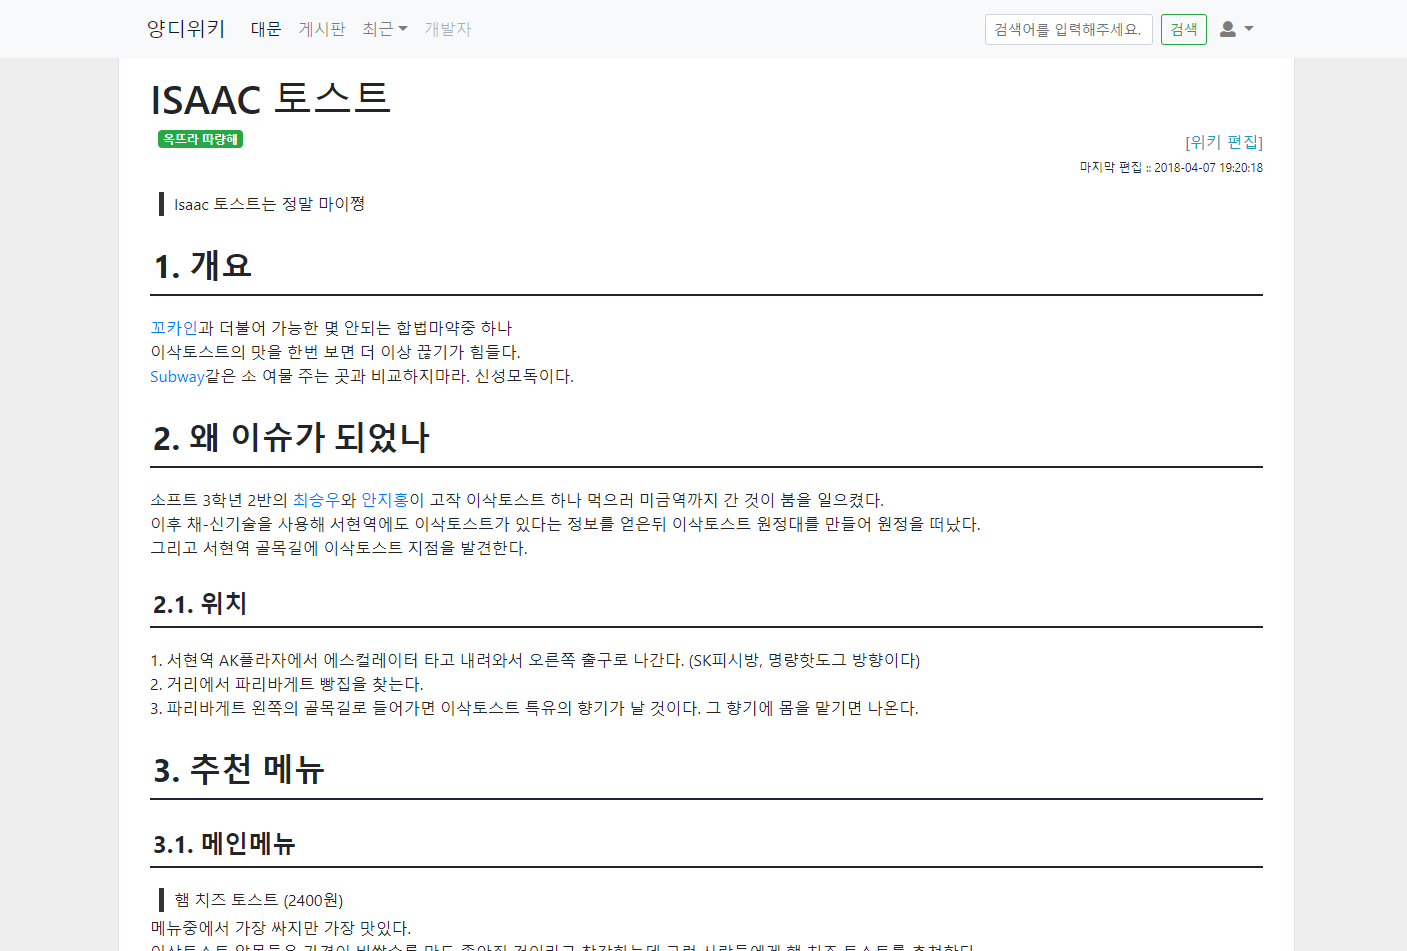 양디위키 대문 게시판 최근 개발자 검색어를 입력해주세요. 검색
ISAAC 토스트
옥뜨라 따량해
[위키 편집]
마지막 편집 :: 2018-04-07 19:20:18
Isaac 토스트는 정말 마이쪙
1. 개요
꼬카인과 더불어 가능한 몇 안되는 합법마약중 하나
이삭토스트의 맛을 한번 보면 더 이상 끊기가 힘들다.
Subway같은 소 여물 주는 곳과 비교하지마라. 신성모독이다.
2. 왜 이슈가 되었나
소프트 3학년 2반의 최승우와 안지홍이 고작 이삭토스트 하나 먹으러 미금역까지 간 것이 붐을 일으켰다.
이후 채-신기술을 사용해 서현역에도 이삭토스트가 있다는 정보를 얻은뒤 이삭토스트 원정대를 만들어 원정을 떠났다.
그리고 서현역 골목길에 이삭토스트 지점을 발견한다.
2.1. 위치
1. 서현역 AK플라자에서 에스컬레이터 타고 내려와서 오른쪽 출구로 나간다. (SK피시방, 명량핫도그 방향이다)
2. 거리에서 파리바게트 빵집을 찾는다.
3. 파리바게트 왼쪽의 골목길로 들어가면 이삭토스트 특유의 향기가 날 것이다. 그 향기에 몸을 맡기면 나온다.
3. 추천 메뉴
3.1. 메인메뉴
햄 치즈 토스트 (2400원)
메뉴중에서 가장 싸지만 가장 맛있다.